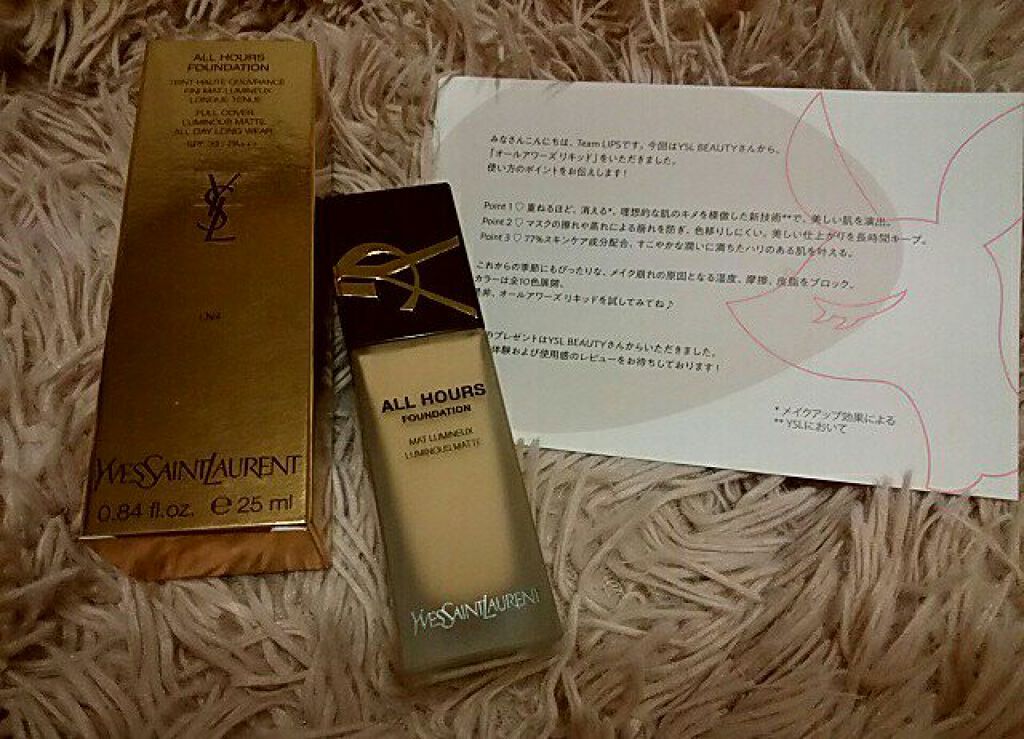 ALL HOURS
FOUNDATION
TEINT HAUTE COUVRANCE
FINI MAT-LUMINEUX
LONGUE TENUE
FULL COVER
LUMINOUS MATTE
ALL DAY LONG WEAR
YSL
YVESSAINTLAURENT
0.84 fl.oz. ℮ 25 ml
ALL HOURS
FOUNDATION
MAT LUMINEUX
LUMINOUS MATTE
YVESSAINTLAURENT
みなさんこんにちは、Team LIPSです。今回はYSL BEAUTYさんから、
「オールアワーズ リキッド」をいただきました。
使い方のポイントをお伝えします！
Point 1 ♡ 重ねるほど、消える*。理想的な肌のキメを模倣した新技術**で、美しい肌を演出。
Point 2 ♡ マスクの擦れや蒸れによる崩れを防ぎ、色移りしにくい。美しい仕上がりを長時間キープ。
Point 3 ♡ 77%スキンケア成分配合。すこやかな潤いに満ちたハリのある肌を叶える。
これからの季節にもぴったりな、メイク崩れの原因となる湿度、摩擦、皮脂をブロック。
カラーは全10色展開。
是非、オールアワーズ リキッドを試してみてね♪
のプレゼントはYSL BEAUTYさんからいただきました。
体験および使用感のレビューをお待ちしております！
* メイクアップ効果による
** YSLにおいて